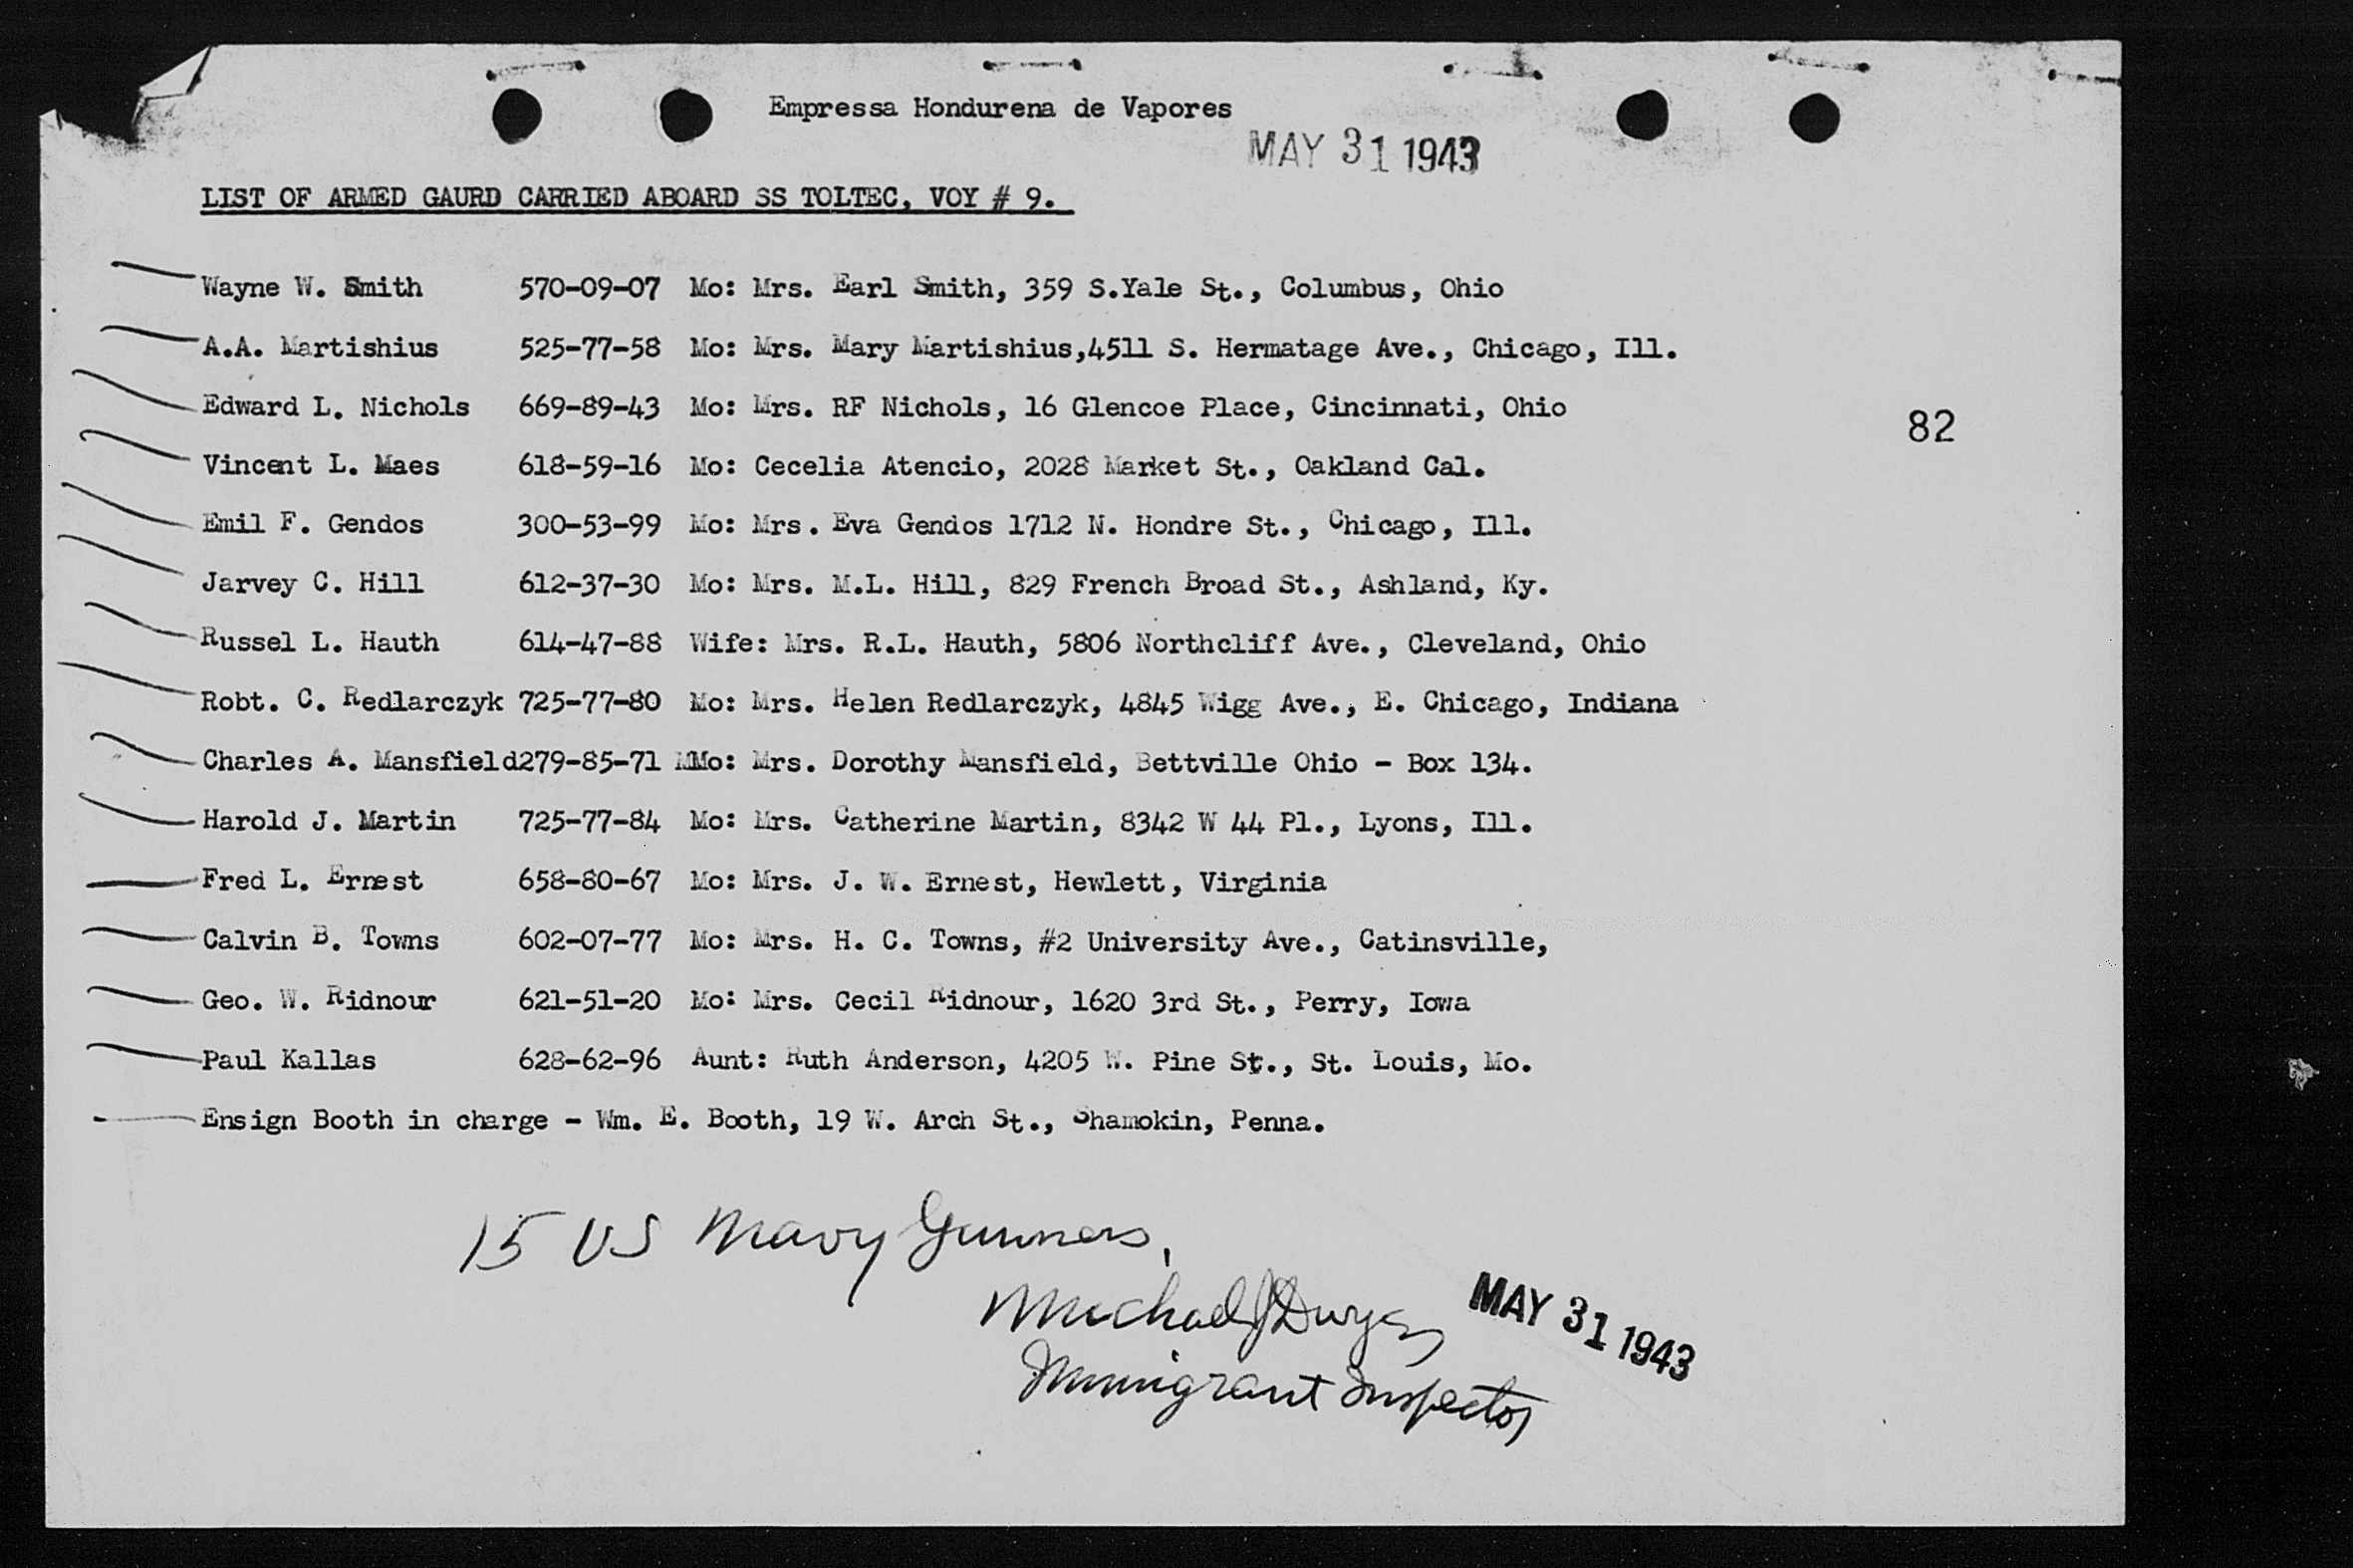 Empressa Hondurena de Vapores
MAY 31 1943
LIST OF ARMED GAURD CARRIED ABOARD SS TOLTEC, VOY # 9.
Wayne W. Smith 570-09-07 Mo: Mrs. Earl Smith, 359 S.Yale St., Columbus, Ohio
A.A. Martishius 525-77-58 Mo: Mrs. Mary Martishius,4511 S. Hermatage Ave., Chicago, Ill.
Edward L. Nichols 669-89-43 Mo: Mrs. RF Nichols, 16 Glencoe Place, Cincinnati, Ohio
82
Vincent L. Maes 618-59-16 Mo: Cecelia Atencio, 2028 Market St., Oakland Cal.
Emil F. Gendos 300-53-99 Mo: Mrs. Eva Gendos 1712 N. Hondre St., Chicago, Ill.
Jarvey C. Hill 612-37-30 Mo: Mrs. M.L. Hill, 829 French Broad St., Ashland, Ky.
Russel L. Hauth 614-47-88 Wife: Mrs. R.L. Hauth, 5806 Northcliff Ave., Cleveland, Ohio
Robt. C. Redlarczyk 725-77-80 Mo: Mrs. Helen Redlarczyk, 4845 Wigg Ave., E. Chicago, Indiana
Charles A. Mansfield279-85-71 MMo: Mrs. Dorothy Mansfield, Bettville Ohio - Box 134.
Harold J. Martin 725-77-84 Mo: Mrs. Catherine Martin, 8342 W 44 Pl., Lyons, Ill.
Fred L. Ernest 658-80-67 Mo: Mrs. J. W. Ernest, Hewlett, Virginia
Calvin B. Towns 602-07-77 Mo: Mrs. H. C. Towns, #2 University Ave., Catinsville,
Geo. W. Ridnour 621-51-20 Mo: Mrs. Cecil Ridnour, 1620 3rd St., Perry, Iowa
Paul Kallas 628-62-96 Aunt: Ruth Anderson, 4205 W. Pine St., St. Louis, Mo.
Ensign Booth in charge - Wm. E. Booth, 19 W. Arch St., Shamokin, Penna.
15 US Navy Gunners,
Michael J Dwyer
MAY 31 1943
Immigrant Inspector